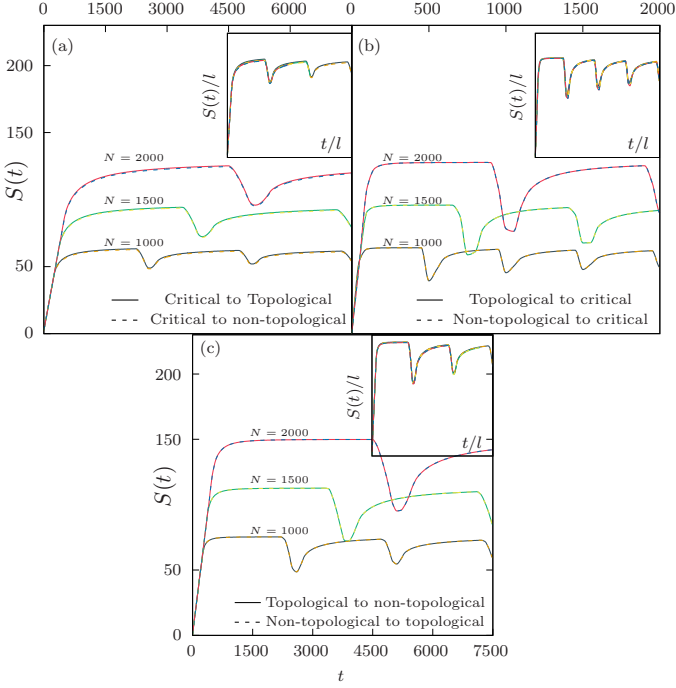 0 1500 3000 4500 6000
0 500 1000 1500 2000
(a)
(b)
200
150
50
0
S(t)
S(t)/l
t/l
S(t)/l
t/l
N = 2000
N = 1500
N = 1000
N = 2000
N = 1500
N = 1000
Critical to Topological
Critical to non-topological
Topological to critical
Non-topological to critical
(c)
200
150
50
0
S(t)
S(t)/l
t/l
N = 2000
N = 1500
N = 1000
Topological to non-topological
Non-topological to topological
0 1500 3000 4500 6000 7500
t